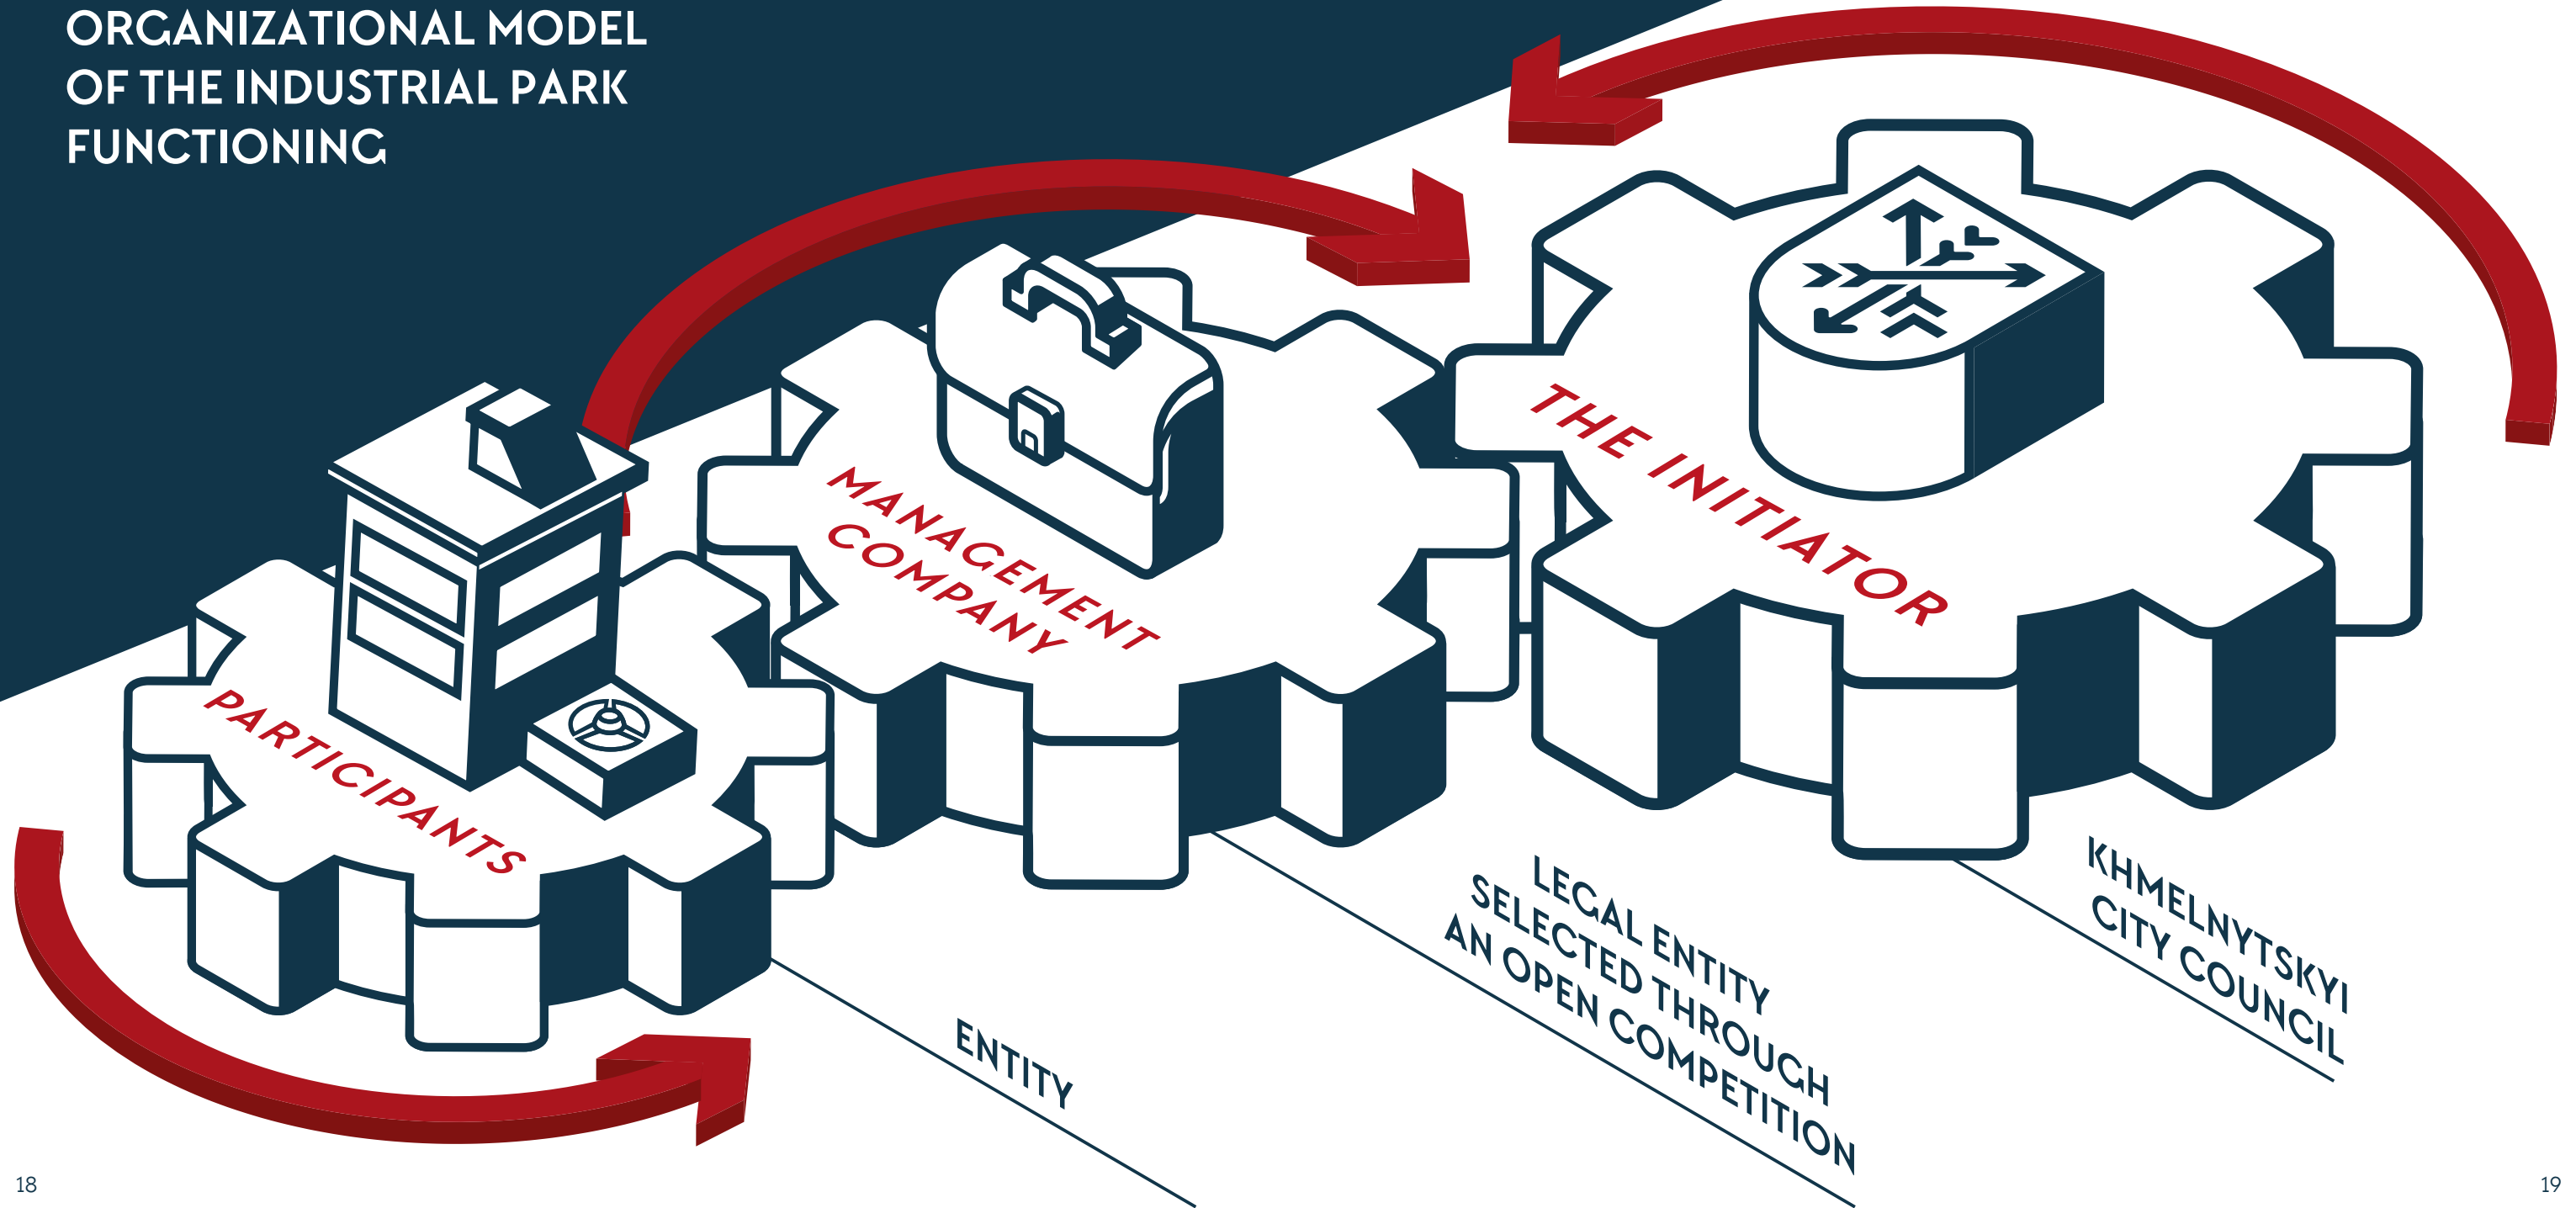 ORGANIZATIONAL MODEL
OF THE INDUSTRIAL PARK
FUNCTIONING
PARTICIPANTS
MANAGEMENT
COMPANY
THE INITIATOR
ENTITY
LEGAL ENTITY
SELECTED THROUGH
AN OPEN COMPETITION
KHMELNYTSKYI
CITY COUNCIL
18
19